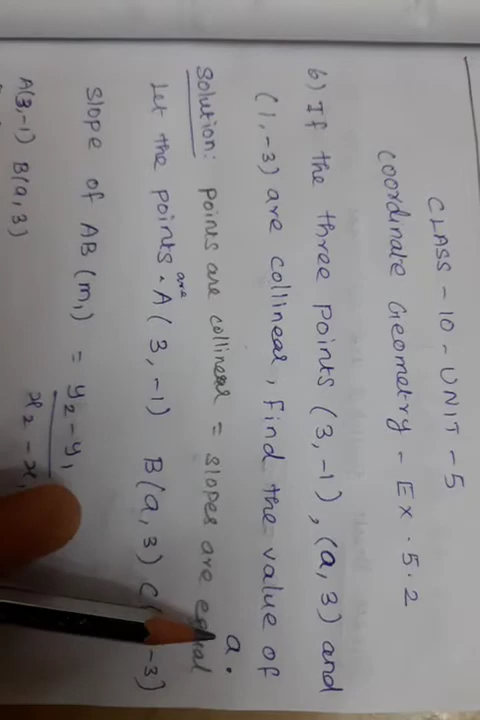 CLASS - 10 - UNIT - 5
Coordinate Geometry - Ex. 5.2
6) If the three points (3,-1), (a,3) and
(1,-3) are collinear, find the value of
a.
Solution: points are collinear = slopes are equal
Let the points are A(3,-1) B(a,3) C( -3)
Slope of AB (m₁) = y₂-y₁
x₂-x
A(3,-1) B(a,3)